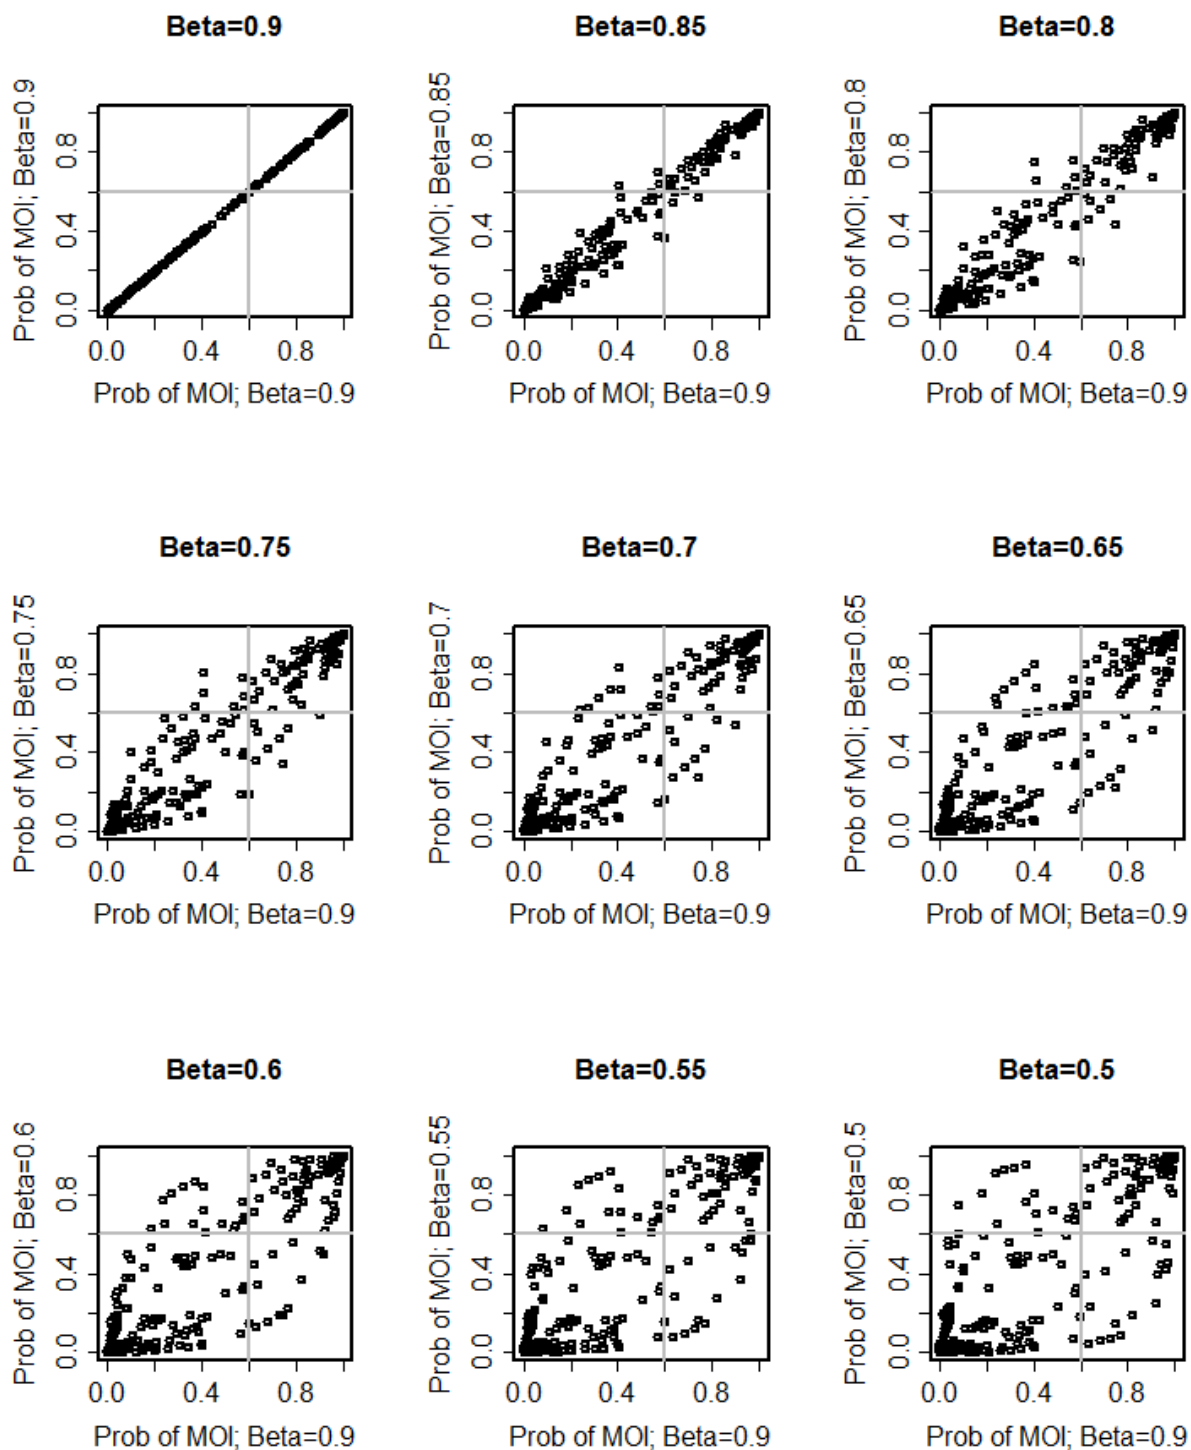 Beta=0.9
Prob of MOI; Beta=0.9
0.0 0.4 0.8
0.0 0.4 0.8
Prob of MOI; Beta=0.9
Beta=0.85
Prob of MOI; Beta=0.85
0.0 0.4 0.8
0.0 0.4 0.8
Prob of MOI; Beta=0.9
Beta=0.8
Prob of MOI; Beta=0.8
0.0 0.4 0.8
0.0 0.4 0.8
Prob of MOI; Beta=0.9
Beta=0.75
Prob of MOI; Beta=0.75
0.0 0.4 0.8
0.0 0.4 0.8
Prob of MOI; Beta=0.9
Beta=0.7
Prob of MOI; Beta=0.7
0.0 0.4 0.8
0.0 0.4 0.8
Prob of MOI; Beta=0.9
Beta=0.65
Prob of MOI; Beta=0.65
0.0 0.4 0.8
0.0 0.4 0.8
Prob of MOI; Beta=0.9
Beta=0.6
Prob of MOI; Beta=0.6
0.0 0.4 0.8
0.0 0.4 0.8
Prob of MOI; Beta=0.9
Beta=0.55
Prob of MOI; Beta=0.55
0.0 0.4 0.8
0.0 0.4 0.8
Prob of MOI; Beta=0.9
Beta=0.5
Prob of MOI; Beta=0.5
0.0 0.4 0.8
0.0 0.4 0.8
Prob of MOI; Beta=0.9